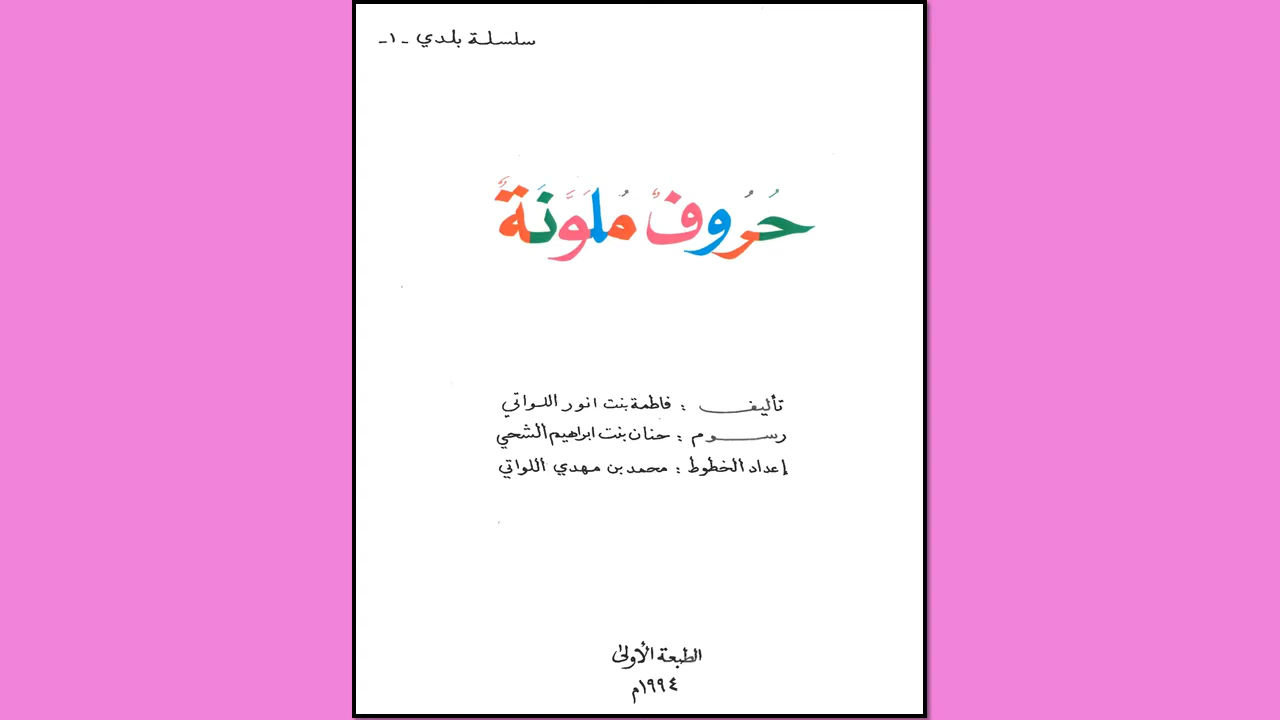 سلسلة بلدي -١-
حُرُوفٌ مُلَوَّنَةٌ
تأليف : فاطمة بنت انور اللواتي
رسوم : حنان بنت ابراهيم الشحي
إعداد الخطوط : محمد بن مهدي اللواتي
الطبعة الأولى
١٩٩٤م